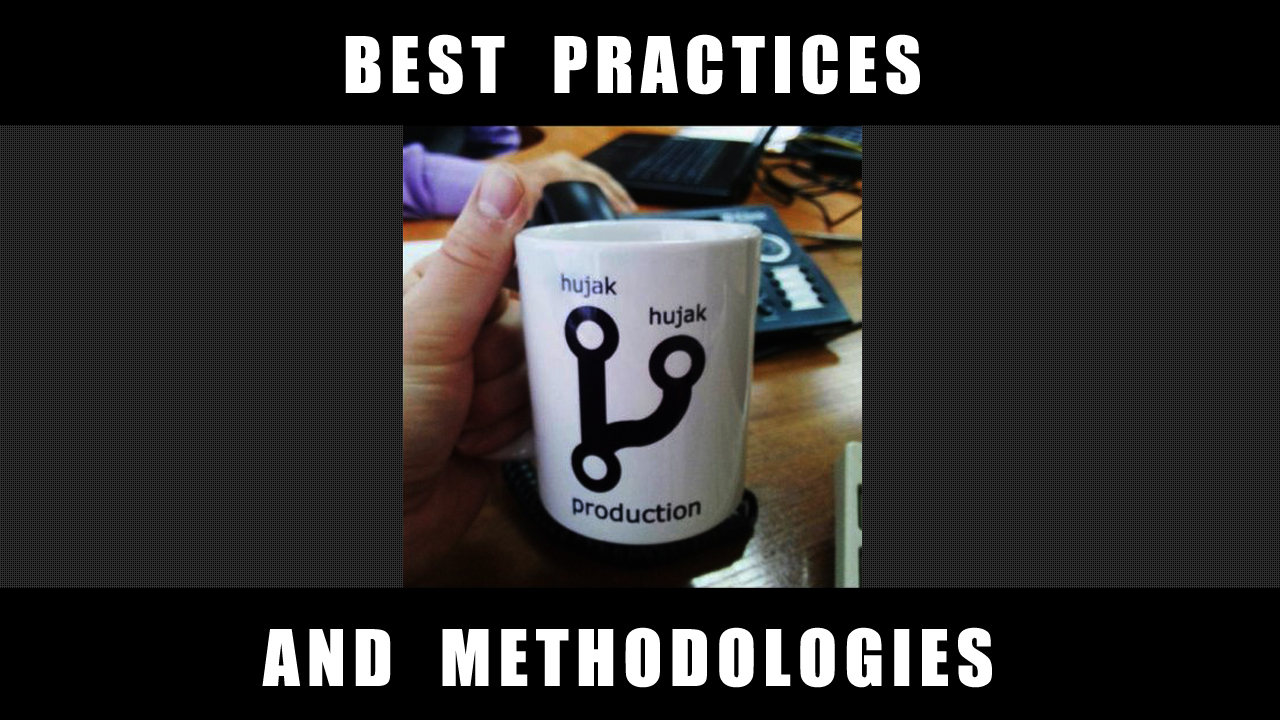 BEST PRACTICES
hujak
hujak
production
AND METHODOLOGIES